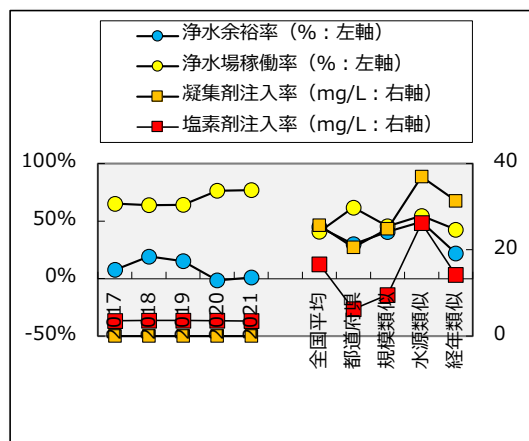 浄水余裕率（%：左軸）
浄水場稼働率（%：左軸）
凝集剤注入率（mg/L：右軸）
塩素剤注入率（mg/L：右軸）
100%
50%
0%
-50%
40
20
0
17
18
19
20
21
全国平均
都道府県
規模類似
水源類似
経年類似